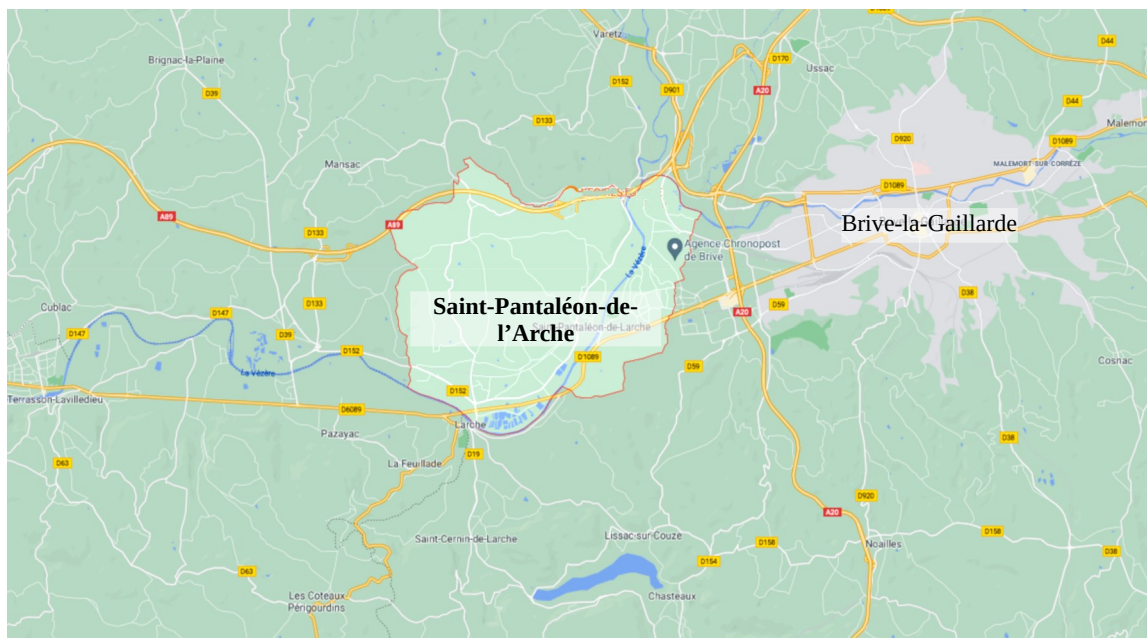 Varetz
D44
Brignac-la-Plaine
D170
Ussac
D152
A20
D901
D39
D44
D133
Malemort
D920
D1089
Mansac
MALEMORT SUR CORRÈZE
D1089
A89
A89
Brive-la-Gaillarde
D133
Agence Chronopost
de Brive
La Vézère
D38
Cublac
D133
D147
D59
A20
Saint-Pantaléon-de-
l’Arche
Saint-Pantaléon-de-Larche
D147
D39
D152
D1089
D59
Cosnac
La Vézère
D152
Terrasson-Lavilledieu
D6089
Larche
Pazayac
D38
D63
La Feuillade
D19
D920
A20
D158
Saint-Cernin-de-Larche
Lissac-sur-Couze
D158
Noailles
D38
D154
D63
Les Coteaux
Périgourdins
Chasteaux